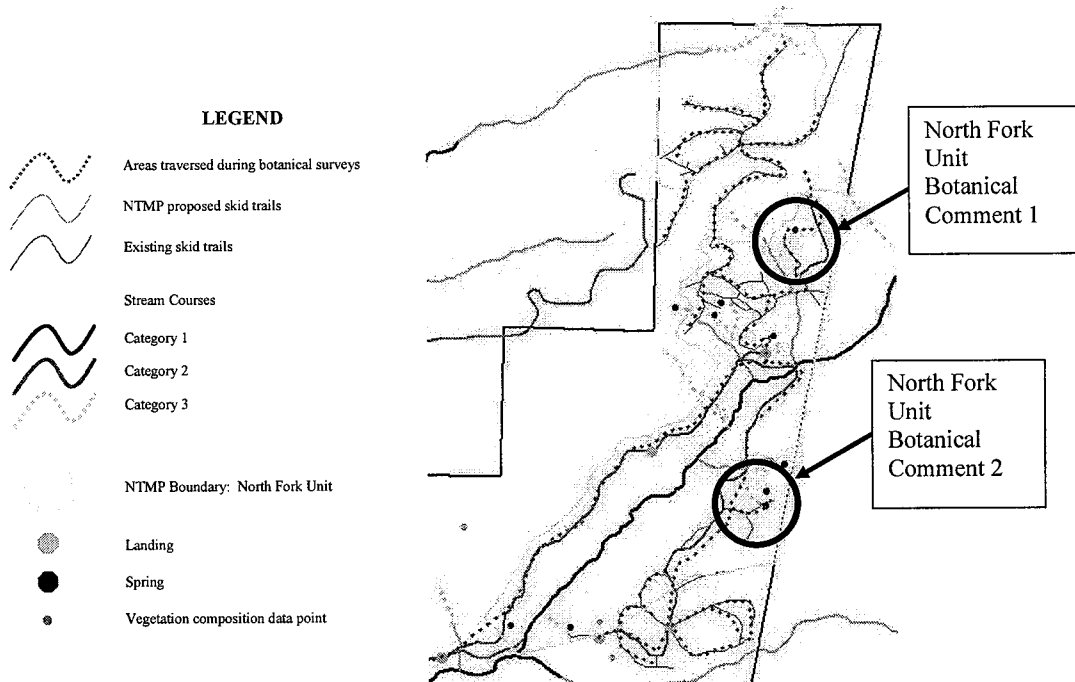 LEGEND
Areas traversed during botanical surveys
NTMP proposed skid trails
Existing skid trails
Stream Courses
Category 1
Category 2
Category 3
NTMP Boundary: North Fork Unit
Landing
Spring
Vegetation composition data point
North Fork
Unit
Botanical
Comment 1
North Fork
Unit
Botanical
Comment 2